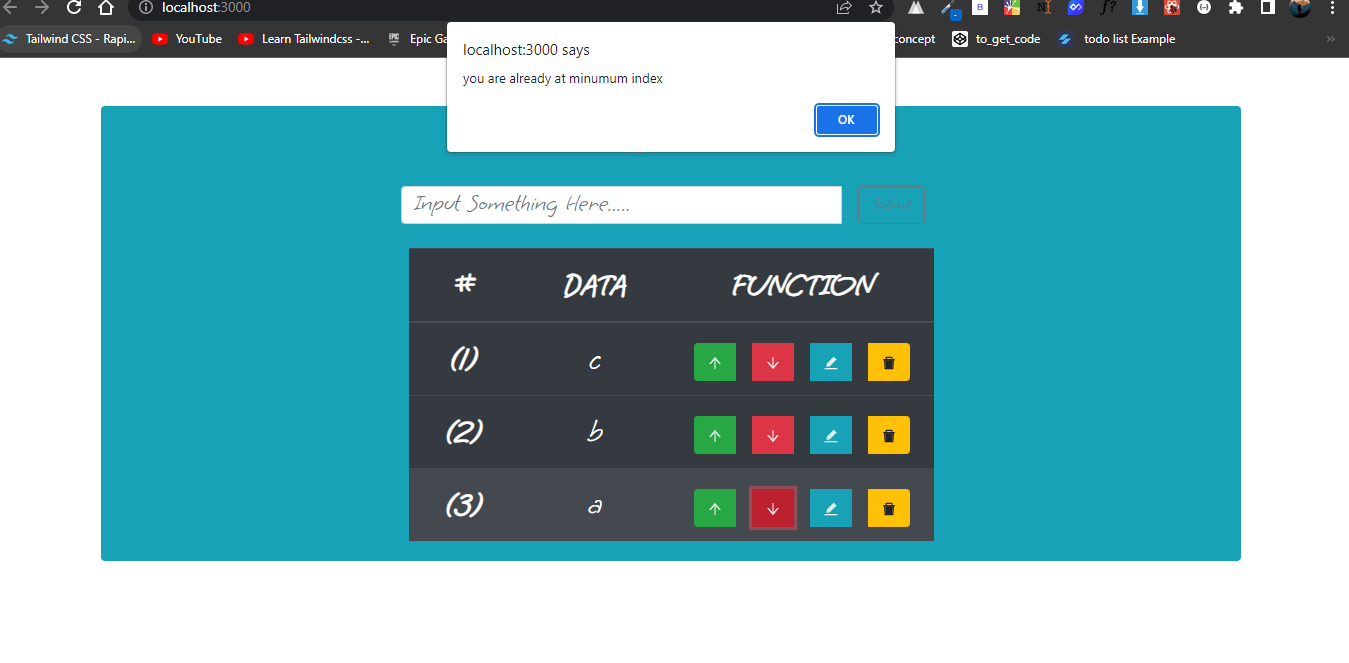 localhost:3000
Tailwind CSS - Rapi...
YouTube
Learn Tailwindcss -...
Epic Ga
concept
to_get_code
todo list Example
»
localhost:3000 says
you are already at minumum index
OK
Input Something Here.....
Submit
# DATA FUNCTION
(1) c
(2) b
(3) a